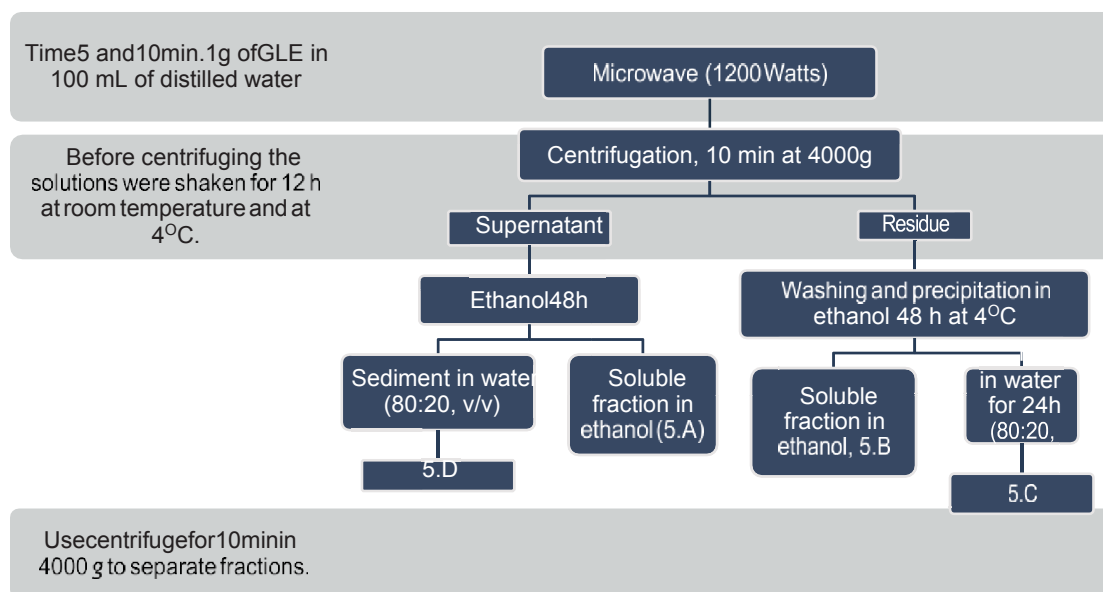 Time5 and10min.1g ofGLE in
100 mL of distilled water
Microwave (1200Watts)
Before centrifuging the
solutions were shaken for 12 h
at room temperature and at
4ᴼC.
Centrifugation, 10 min at 4000g
Supernatant
Residue
Ethanol48h
Washing and precipitation in
ethanol 48 h at 4ᴼC
Sediment in water
(80:20, v/v)
Soluble
fraction in
ethanol (5.A)
Soluble
fraction in
ethanol, 5.B
in water
for 24h
(80:20,
5.D
5.C
Usecentrifugefor10minin
4000 g to separate fractions.